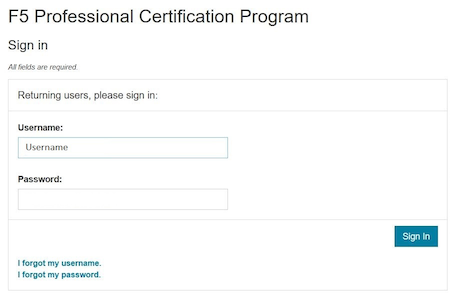 F5 Professional Certification Program
Sign in
All fields are required.
Returning users, please sign in:
Username:
Username
Password:
Sign In
I forgot my username.
I forgot my password.